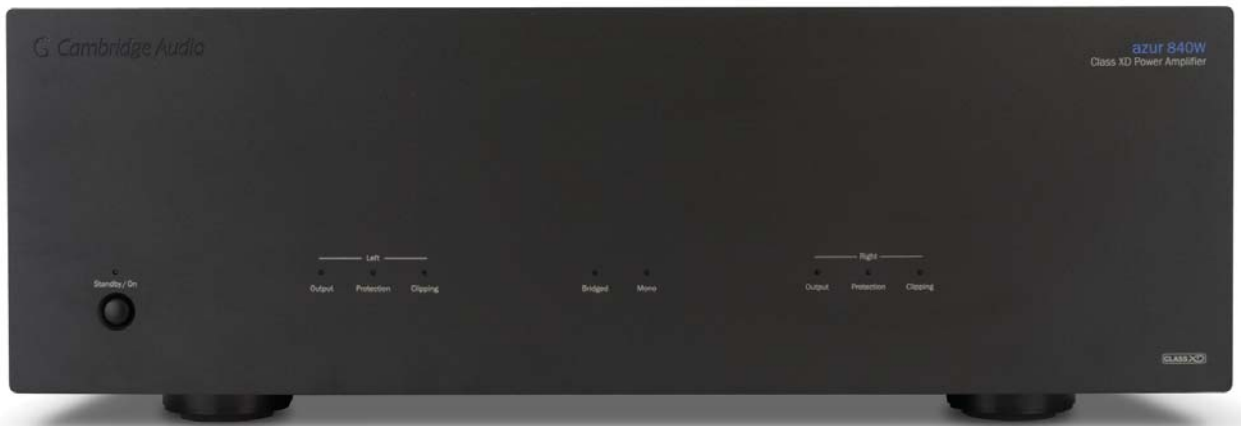 Cambridge Audio
azur 840W
Class XD Power Amplifier
Standby / On
Left
Output Protection Clipping
Bridged Mono
Right
Output Protection Clipping
CLASS XD